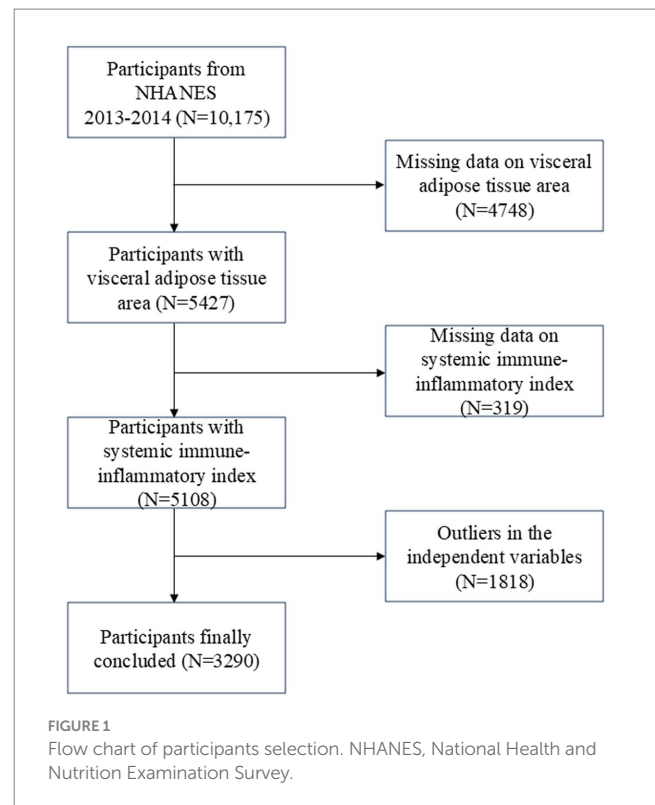 Participants from
NHANES
2013-2014 (N=10,175)
Missing data on visceral
adipose tissue area
(N=4748)
Participants with
visceral adipose tissue
area (N=5427)
Missing data on
systemic immune-
inflammatory index
(N=319)
Participants with
systemic immune-
inflammatory index
(N=5108)
Outliers in the
independent variables
(N=1818)
Participants finally
concluded (N=3290)
FIGURE 1
Flow chart of participants selection. NHANES, National Health and
Nutrition Examination Survey.